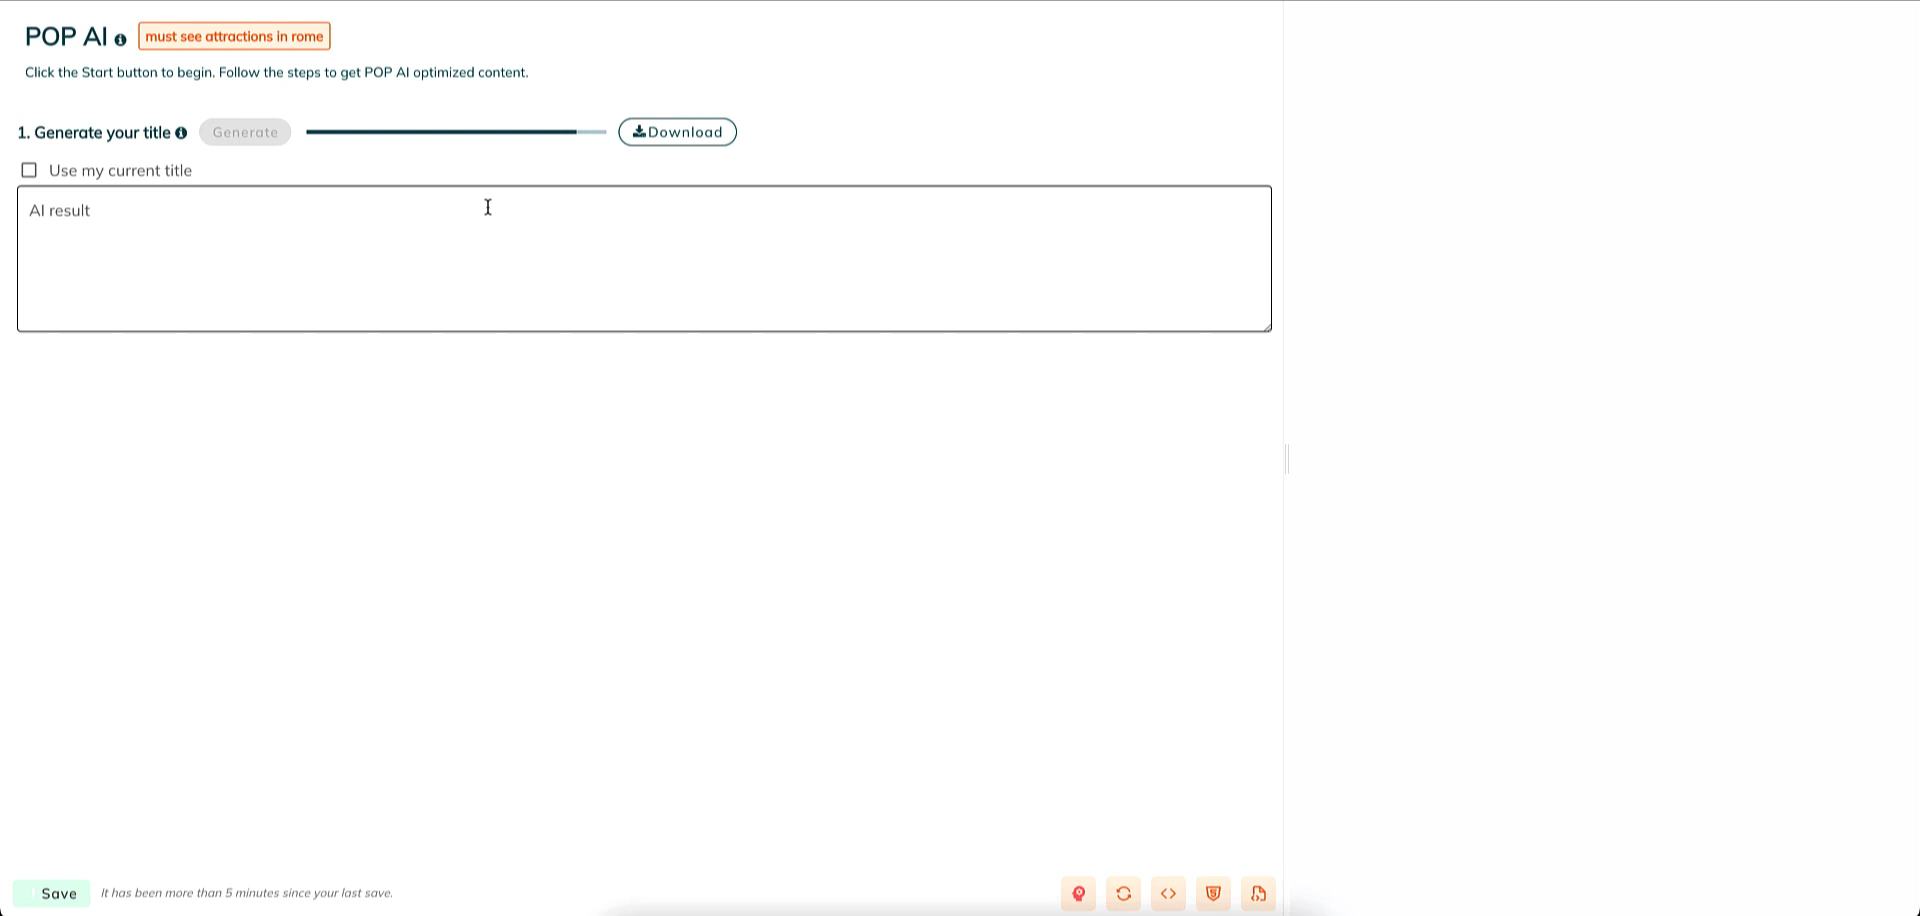 POP AI must see attractions in rome
Click the Start button to begin. Follow the steps to get POP AI optimized content.
1. Generate your title Generate Download
Use my current title
AI result
Save It has been more than 5 minutes since your last save.